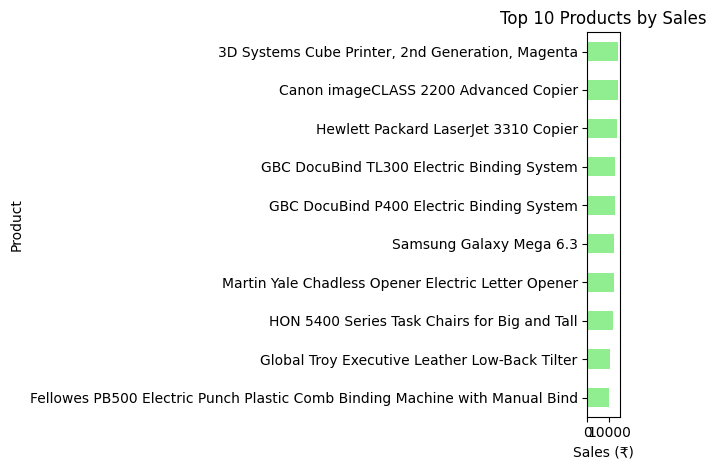 Top 10 Products by Sales
3D Systems Cube Printer, 2nd Generation, Magenta
Canon imageCLASS 2200 Advanced Copier
Hewlett Packard LaserJet 3310 Copier
GBC DocuBind TL300 Electric Binding System
GBC DocuBind P400 Electric Binding System
Samsung Galaxy Mega 6.3
Martin Yale Chadless Opener Electric Letter Opener
HON 5400 Series Task Chairs for Big and Tall
Global Troy Executive Leather Low-Back Tilter
Fellowes PB500 Electric Punch Plastic Comb Binding Machine with Manual Bind
Product
0 10000
Sales (₹)